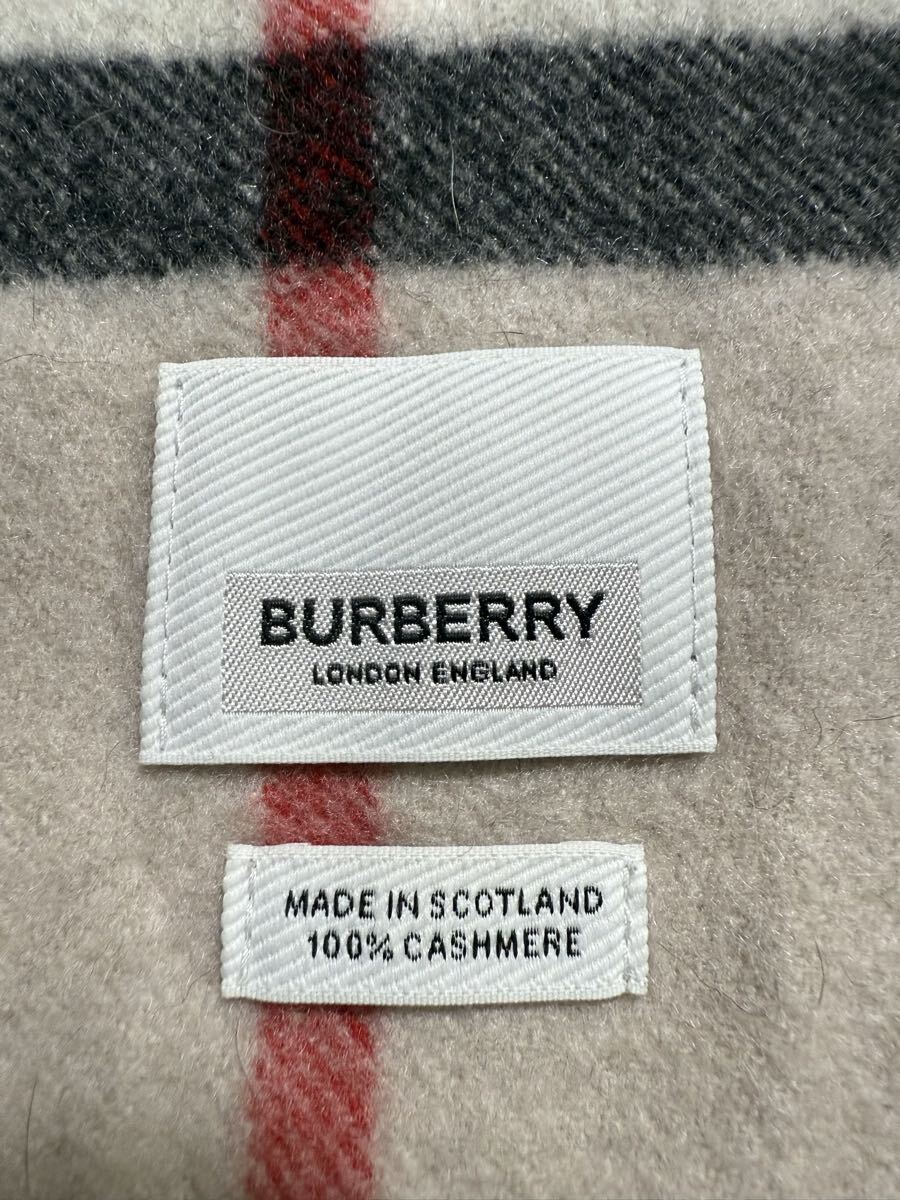 BURBERRY
LONDON ENGLAND
MADE IN SCOTLAND
100% CASHMERE